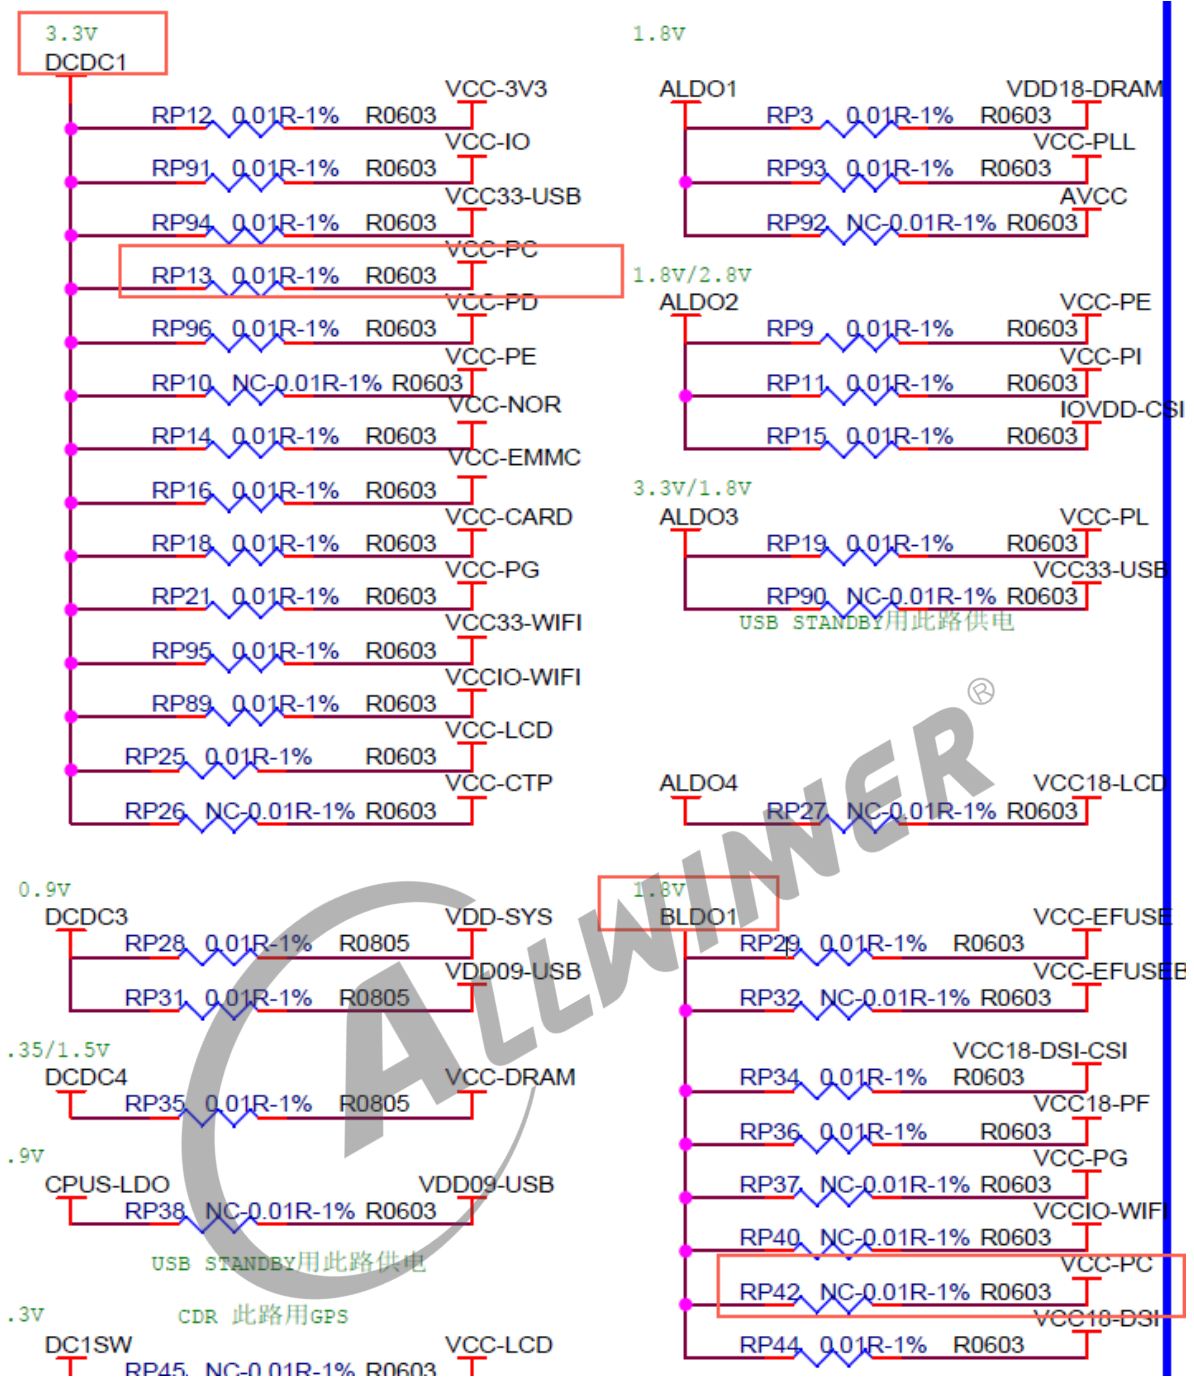 3.3V
DCDC1
VCC-3V3
RP12 0.01R-1% R0603
VCC-IO
RP91 0.01R-1% R0603
VCC33-USB
RP94 0.01R-1% R0603
VCC-PC
RP13 0.01R-1% R0603
VCC-PD
RP96 0.01R-1% R0603
VCC-PE
RP10 NC-0.01R-1% R0603
VCC-NOR
RP14 0.01R-1% R0603
VCC-EMMC
RP16 0.01R-1% R0603
VCC-CARD
RP18 0.01R-1% R0603
VCC-PG
RP21 0.01R-1% R0603
VCC33-WIFI
RP95 0.01R-1% R0603
VCCIO-WIFI
RP89 0.01R-1% R0603
VCC-LCD
RP25 0.01R-1% R0603
VCC-CTP
RP26 NC-0.01R-1% R0603
0.9V
DCDC3
VDD-SYS
RP28 0.01R-1% R0805
VDD09-USB
RP31 0.01R-1% R0805
.35/1.5V
DCDC4
VCC-DRAM
RP35 0.01R-1% R0805
.9V
CPUS-LDO
VDD09-USB
RP38 NC-0.01R-1% R0603
USB STANDBY用此路供电
.3V
CDR 此路用GPS
DC1SW
VCC-LCD
RP45 NC-0.01R-1% R0603
1.8V
ALDO1
VDD18-DRAM
RP3 0.01R-1% R0603
VCC-PLL
RP93 0.01R-1% R0603
AVCC
RP92 NC-0.01R-1% R0603
1.8V/2.8V
ALDO2
VCC-PE
RP9 0.01R-1% R0603
VCC-PI
RP11 0.01R-1% R0603
IOVDD-CSI
RP15 0.01R-1% R0603
3.3V/1.8V
ALDO3
VCC-PL
RP19 0.01R-1% R0603
VCC33-USB
RP90 NC-0.01R-1% R0603
USB STANDBY用此路供电
ALDO4
VCC18-LCD
RP27 NC-0.01R-1% R0603
1.8V
BLDO1
VCC-EFUSE
RP29 0.01R-1% R0603
VCC-EFUSEB
RP32 NC-0.01R-1% R0603
VCC18-DSI-CSI
RP34 0.01R-1% R0603
VCC18-PF
RP36 0.01R-1% R0603
VCC-PG
RP37 NC-0.01R-1% R0603
VCCIO-WIFI
RP40 NC-0.01R-1% R0603
VCC-PC
RP42 NC-0.01R-1% R0603
VCC18-DSI
RP44 0.01R-1% R0603
ALLWINNER®